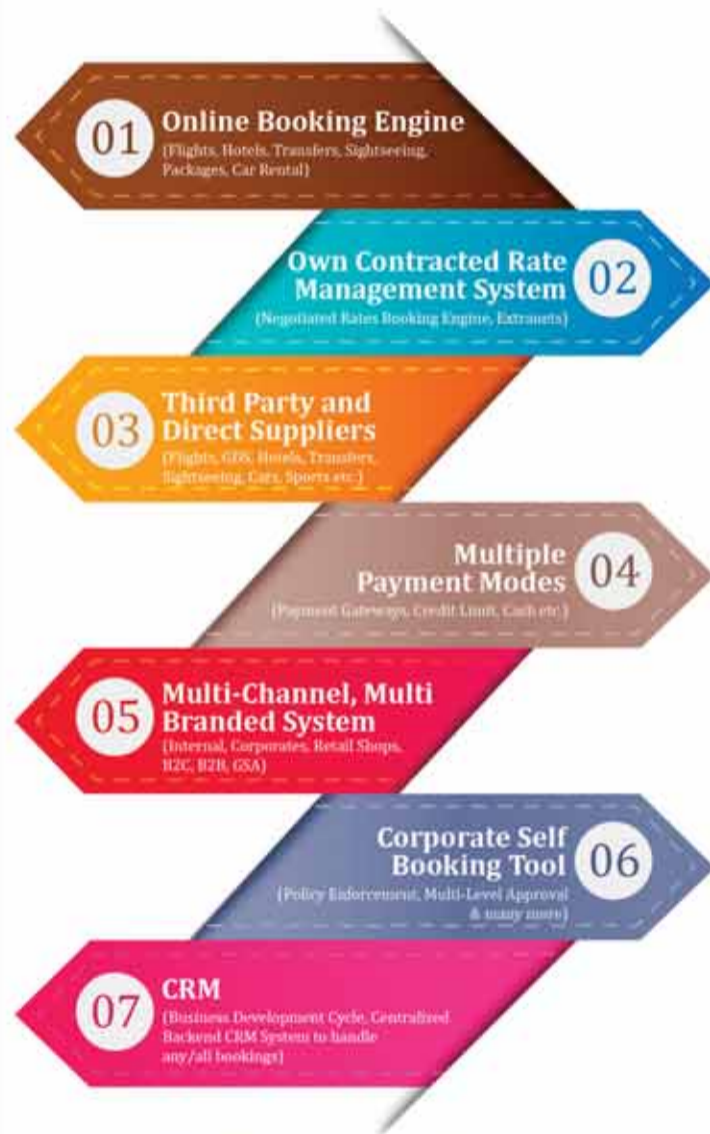 01
Online Booking Engine
(Flights, Hotels, Transfers, Sightseeing,
Packages, Car Rental)
Own Contracted Rate
Management System
(Negotiated Rates Booking Engine, Extranets)
02
03
Third Party and
Direct Suppliers
(Flights, GDS, Hotels, Transfers,
Sightseeing, Cars, Sports etc.)
Multiple
Payment Modes
(Payment Gateways, Credit Limit, Cash etc.)
04
05
Multi-Channel, Multi
Branded System
(Internal, Corporates, Retail Shops,
B2C, B2B, GSA)
Corporate Self
Booking Tool
(Policy Enforcement, Multi-Level Approval
& many more)
06
07
CRM
(Business Development Cycle, Centralized
Backend CRM System to handle
any/all bookings)